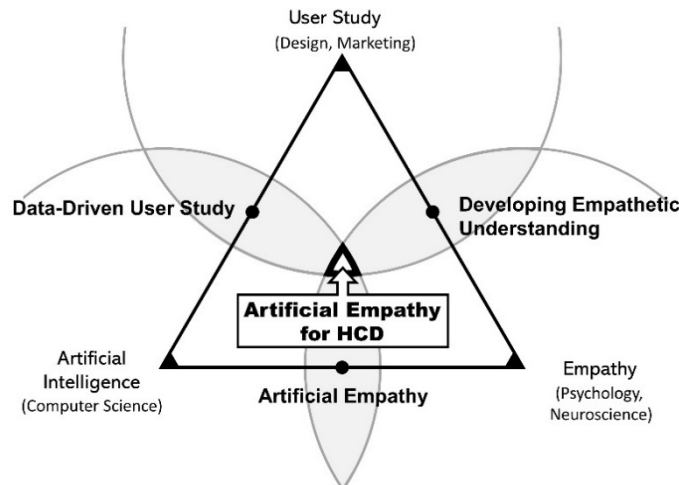 User Study
(Design, Marketing)
Data-Driven User Study
Developing Empathetic
Understanding
Artificial Empathy
for HCD
Artificial
Intelligence
(Computer Science)
Artificial Empathy
Empathy
(Psychology,
Neuroscience)